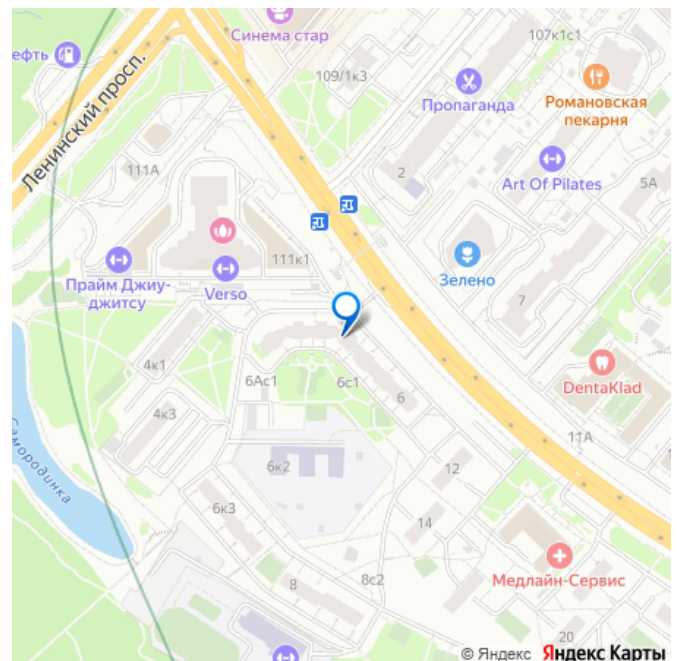 107к1с1
Синема стар
ефть
109/1к3
Пропаганда
Романовская
пекарня
Ленинский просп.
111А
2
Art Of Pilates
5А
111к1
Зелено
Прайм Джиу-
джитсу
Verso
7
4к1
6Ас1
6с1
6
DentaKlad
4к3
11А
Самородинка
6к2
12
14
6к3
Медлайн-Сервис
8
8с2
20
© Яндекс Яндекс Карты